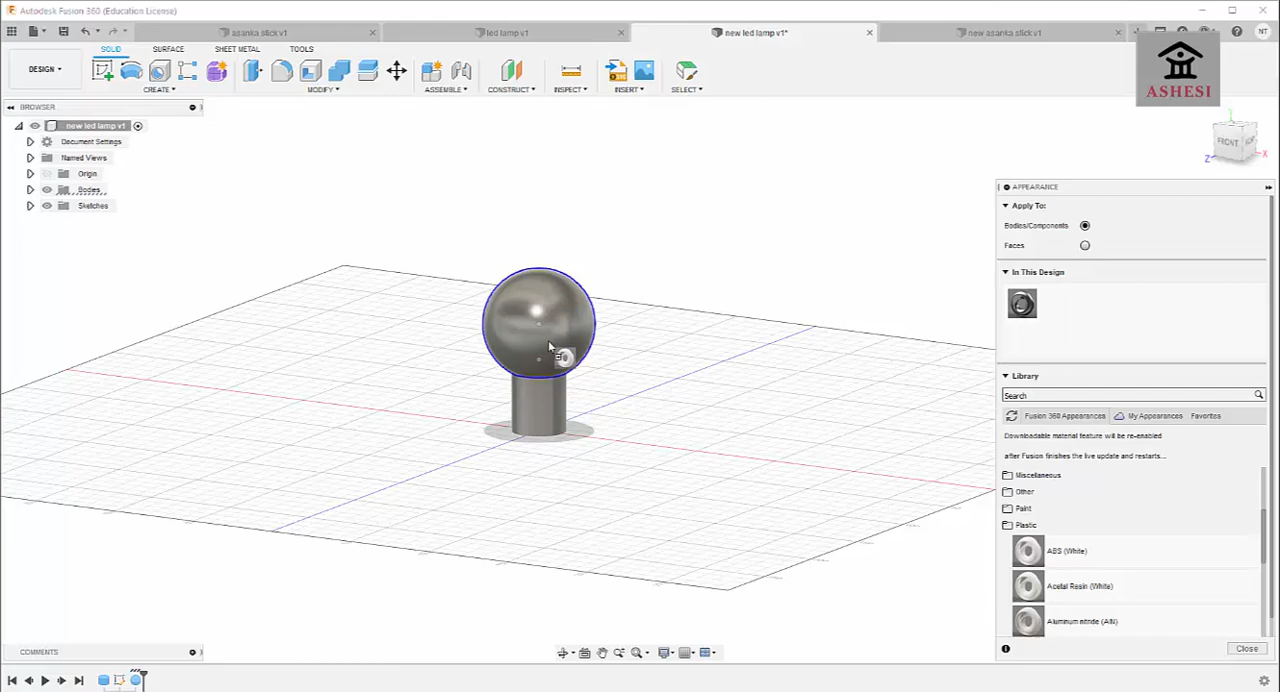 Autodesk Fusion 360 (Education License)
asanka stick v1
led lamp v1
new led lamp v1*
new asanka stick v1
NT
SOLID
SURFACE
SHEET METAL
TOOLS
DESIGN
CREATE
MODIFY
ASSEMBLE
CONSTRUCT
INSPECT
INSERT
SELECT
ASHESI
BROWSER
new led lamp v1
Document Settings
Named Views
Origin
Bodies
Sketches
FRONT
Z
X
APPEARANCE
Apply To:
Bodies/Components
Faces
In This Design
Library
Search
Fusion 360 Appearances
My Appearances
Favorites
Downloadable material feature will be re-enabled
after Fusion finishes the live update and restarts...
Miscellaneous
Other
Paint
Plastic
ABS (White)
Acetal Resin (White)
Aluminum nitride (AlN)
Close
COMMENTS